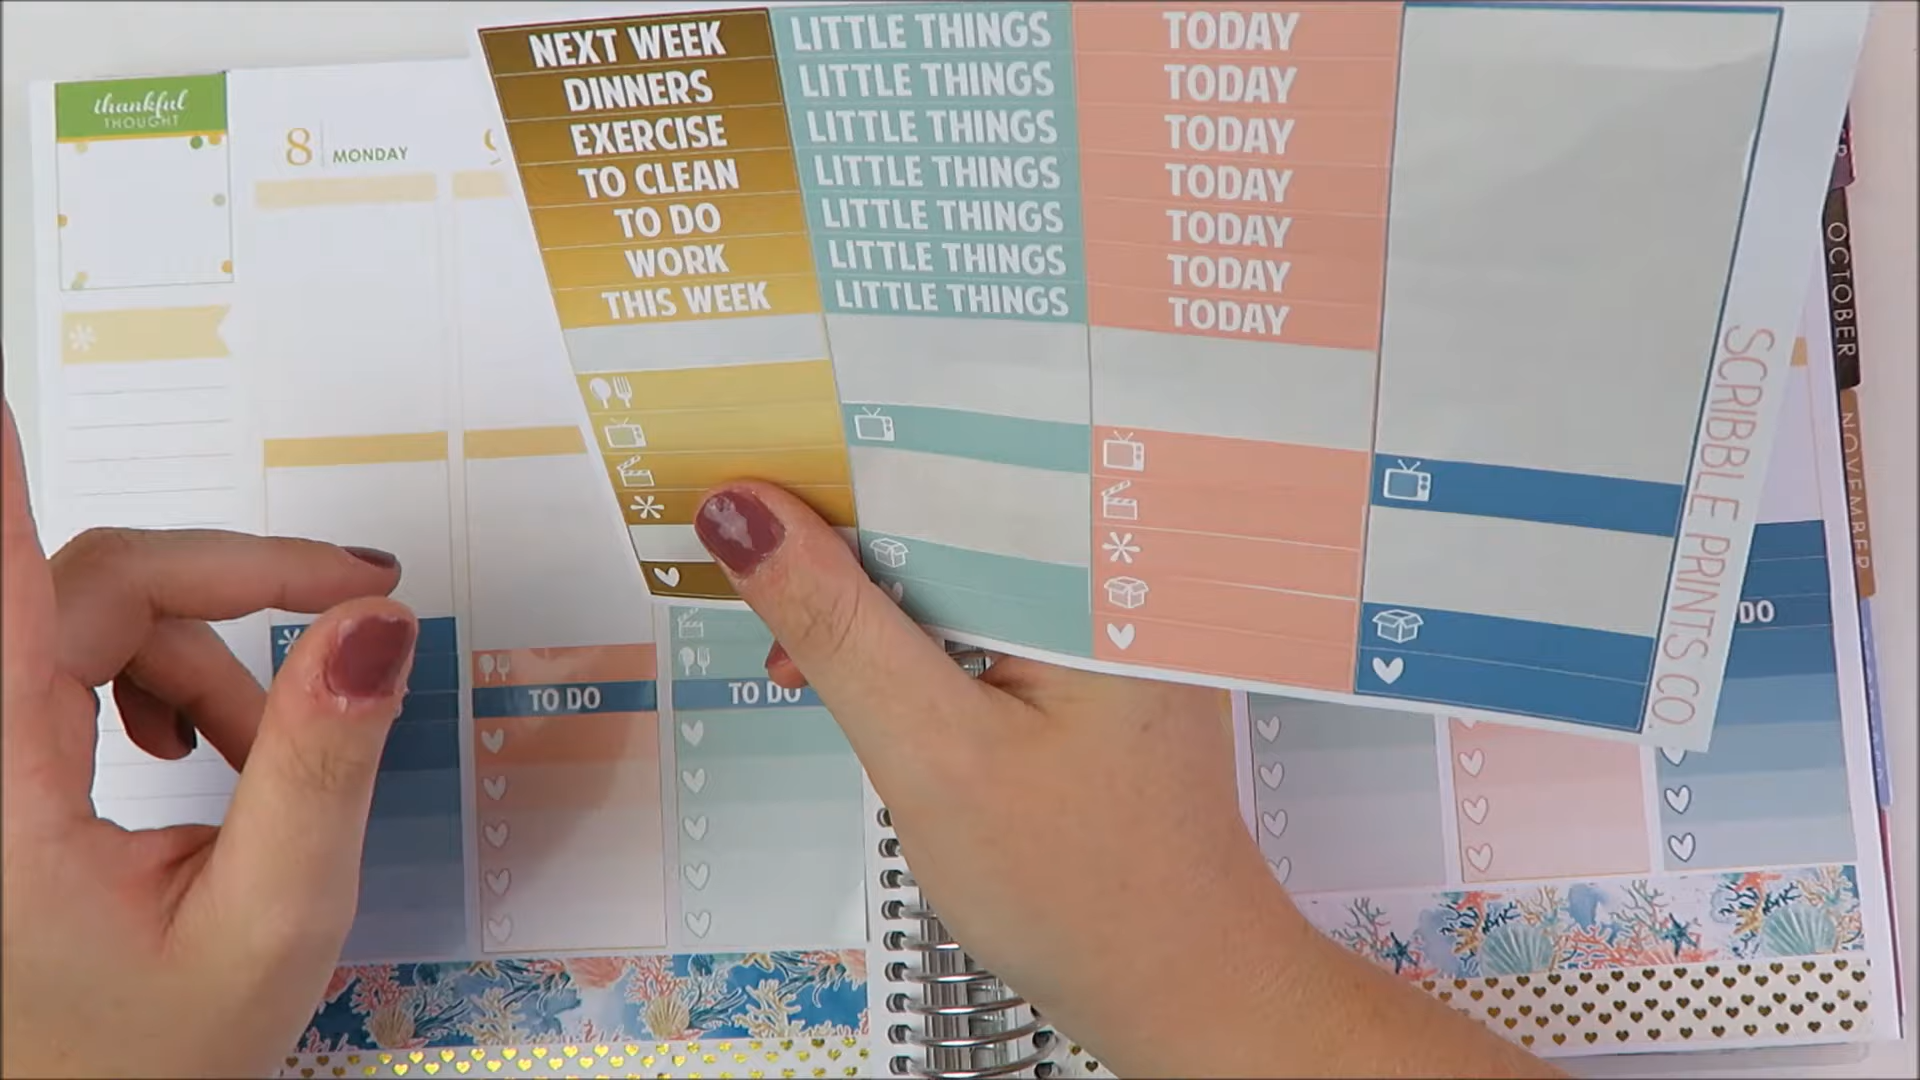 NEXT WEEK
DINNERS
EXERCISE
TO CLEAN
TO DO
WORK
THIS WEEK
LITTLE THINGS
LITTLE THINGS
LITTLE THINGS
LITTLE THINGS
LITTLE THINGS
LITTLE THINGS
LITTLE THINGS
TODAY
TODAY
TODAY
TODAY
TODAY
TODAY
TODAY
SCRIBBLE PRINTS CO.
thankful
THOUGHT
8 MONDAY
TO DO
TO DO
DO
OCTOBER
NOVEMBER